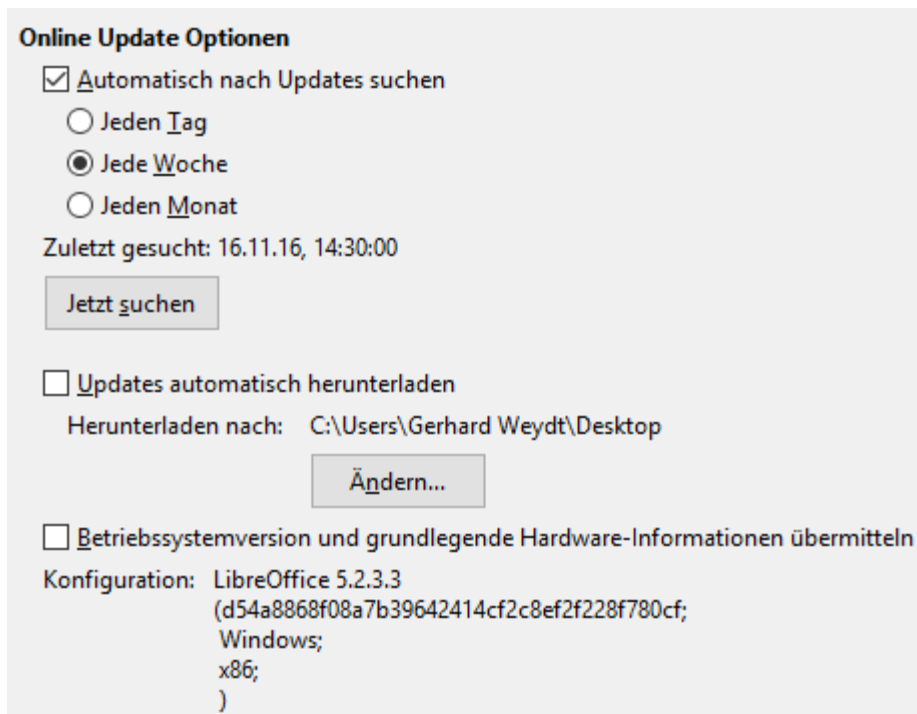 Online Update Optionen
Automatisch nach Updates suchen
Jeden Tag
Jede Woche
Jeden Monat
Zuletzt gesucht: 16.11.16, 14:30:00
Jetzt suchen
Updates automatisch herunterladen
Herunterladen nach: C:\Users\Gerhard Weydt\Desktop
Ändern...
Betriebssystemversion und grundlegende Hardware-Informationen übermitteln
Konfiguration: LibreOffice 5.2.3.3
(d54a8868f08a7b39642414cf2c8ef2f228f780cf;
Windows;
x86;
)